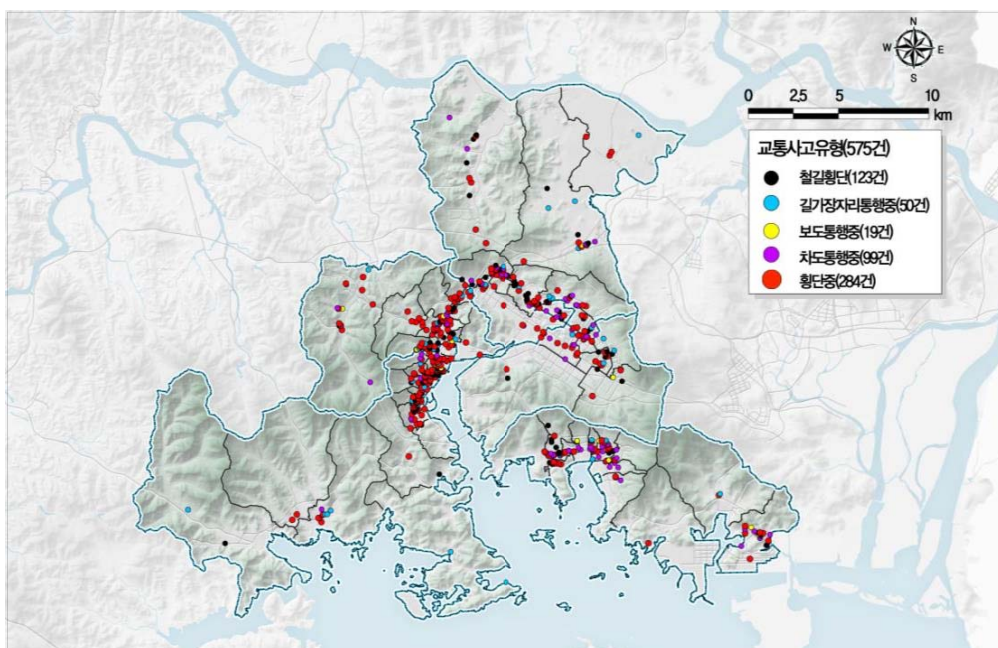 N
W E
S
0 2.5 5 10
km
교통사고유형(575건)
철길횡단(123건)
길가장자리통행중(50건)
보도통행중(19건)
차도통행중(99건)
횡단중(284건)